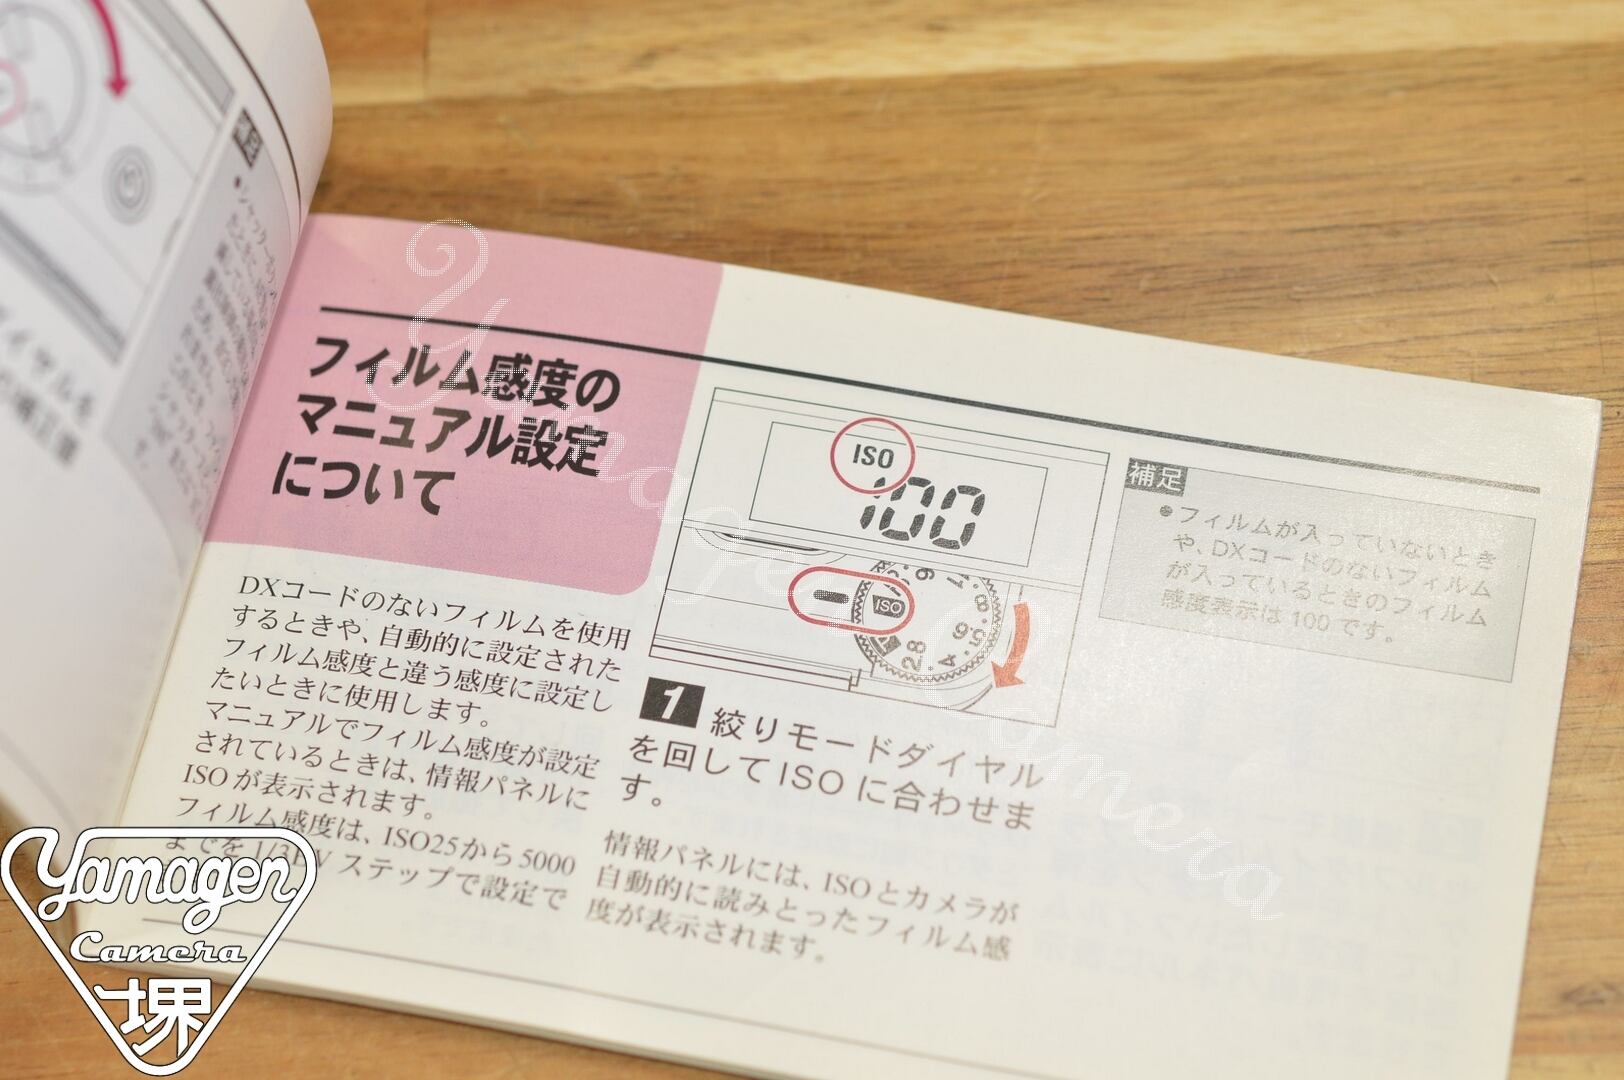 フィルム感度の
マニュアル設定
について
DXコードのないフィルムを使用
するときや、自動的に設定された
フィルム感度と違う感度に設定し
たいときに使用します。
マニュアルでフィルム感度が設定
されているときは、情報パネルに
ISOが表示されます。
フィルム感度は、ISO25から5000
までを 1/3EV ステップで設定で
ISO
100
ISO
2.8
4
5.6
8
1 絞りモードダイヤル
を回してISOに合わせま
す。
情報パネルには、ISOとカメラが
自動的に読みとったフィルム感
度が表示されます。
補足
●フィルムが入っていないとき
や、DXコードのないフィルム
が入っているときのフィルム
感度表示は100です。
Yamagen Camera
Yamagen
Camera
堺